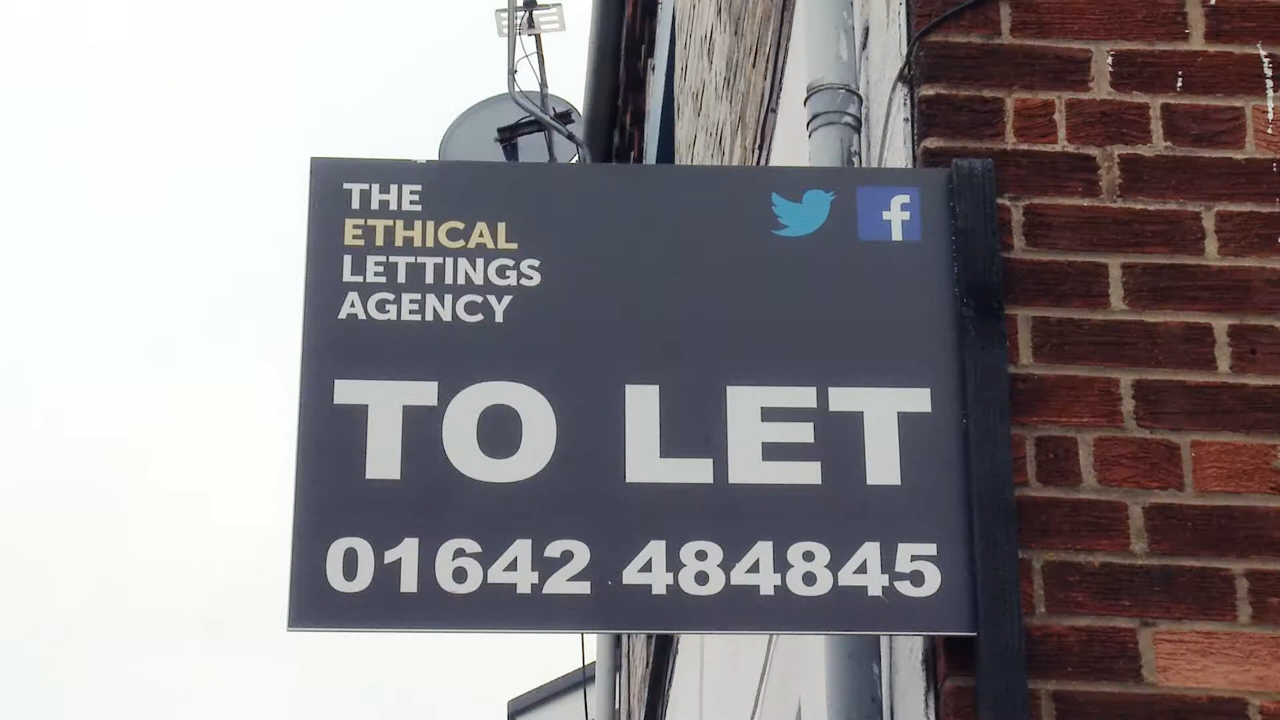 THE
ETHICAL
LETTINGS
AGENCY
f
TO LET
01642 484845